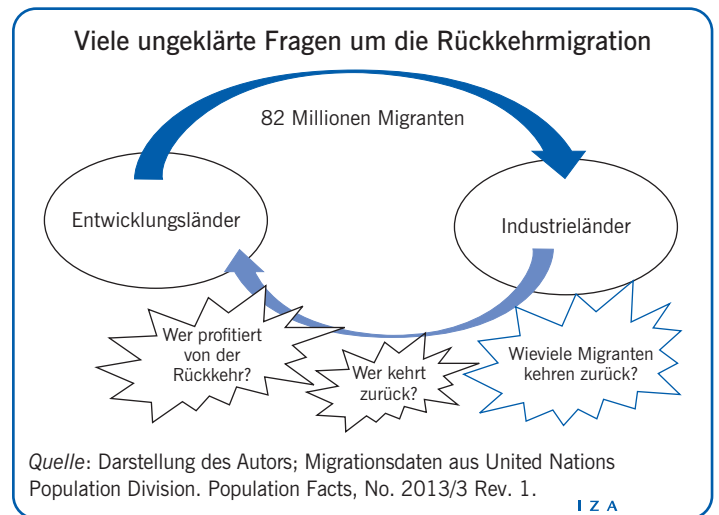 Viele ungeklärte Fragen um die Rückkehrmigration
82 Millionen Migranten
Entwicklungsländer
Industrieländer
Wer profitiert
von der
Rückkehr?
Wer kehrt
zurück?
Wieviele Migranten
kehren zurück?
Quelle: Darstellung des Autors; Migrationsdaten aus United Nations
Population Division. Population Facts, No. 2013/3 Rev. 1.
I Z A